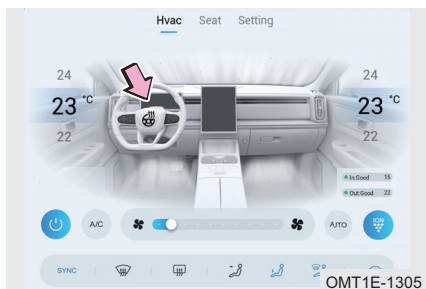 Hvac Seat Setting
24 24
23 °C 23 °C
22 22
In:Good 15
Out:Good 22
A/C AUTO ION
SYNC
OMT1E-1305